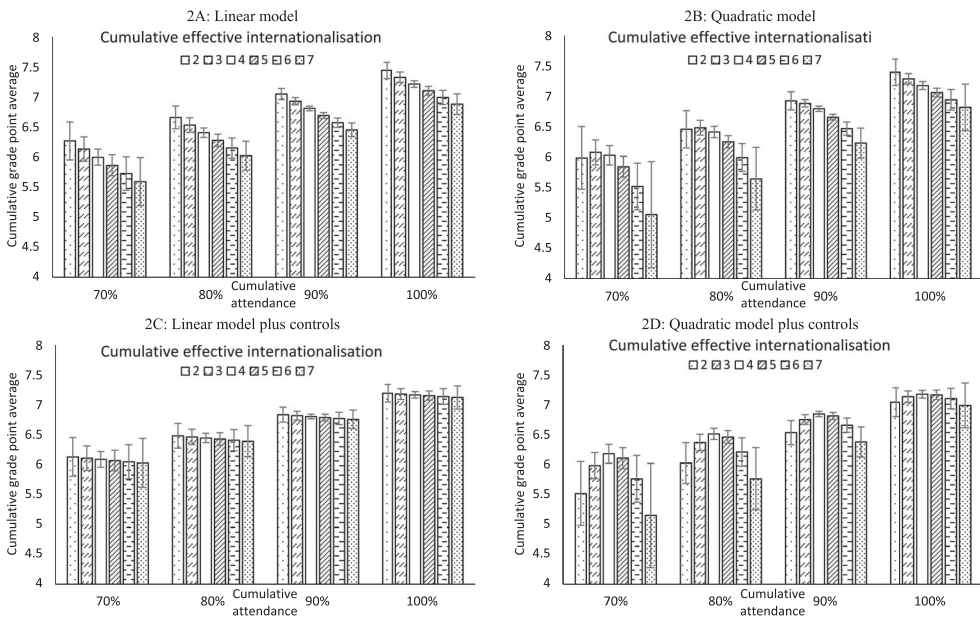 2A: Linear model
Cumulative effective internationalisation
2 3 4 5 6 7
Cumulative grade point average
8
7.5
7
6.5
6
5.5
5
4.5
4
70% 80% 90% 100%
Cumulative
attendance
2B: Quadratic model
Cumulative effective internationalisati
2 3 4 5 6 7
Cumulative grade point average
8
7.5
7
6.5
6
5.5
5
4.5
4
70% 80% 90% 100%
Cumulative
attendance
2C: Linear model plus controls
Cumulative effective internationalisation
2 3 4 5 6 7
Cumulative grade point average
8
7.5
7
6.5
6
5.5
5
4.5
4
70% 80% 90% 100%
Cumulative
attendance
2D: Quadratic model plus controls
Cumulative effective internationalisation
2 3 4 5 6 7
Cumulative grade point average
8
7.5
7
6.5
6
5.5
5
4.5
4
70% 80% 90% 100%
Cumulative
attendance